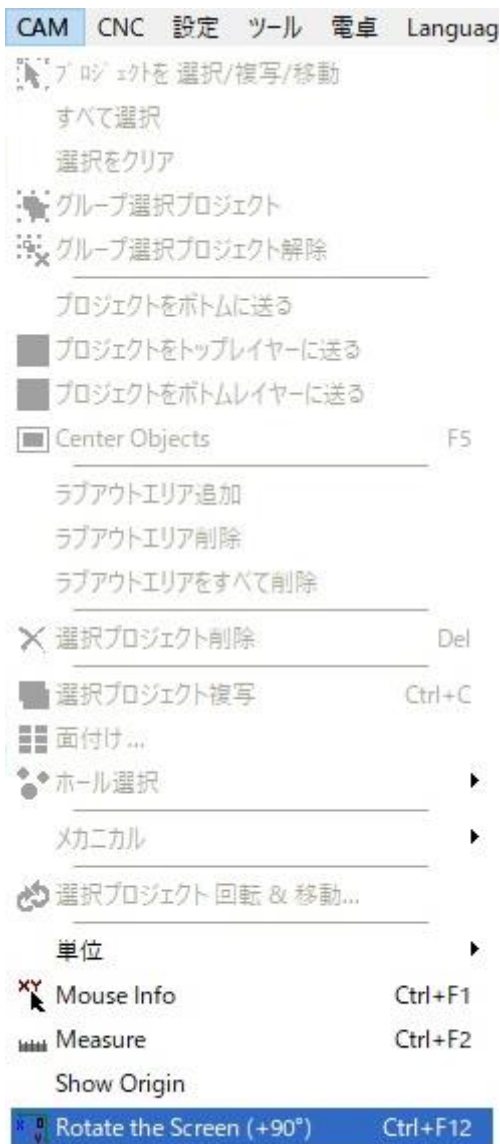 CAM CNC 設定 ツール 電卓 Languag
プロジェクトを 選択/複写/移動
すべて選択
選択をクリア
グループ選択プロジェクト
グループ選択プロジェクト解除
プロジェクトをボトムに送る
プロジェクトをトップレイヤーに送る
プロジェクトをボトムレイヤーに送る
Center Objects F5
ラブアウトエリア追加
ラブアウトエリア削除
ラブアウトエリアをすべて削除
選択プロジェクト削除 Del
選択プロジェクト複写 Ctrl+C
面付け...
ホール選択
メカニカル
選択プロジェクト 回転 & 移動...
単位
Mouse Info Ctrl+F1
Measure Ctrl+F2
Show Origin
Rotate the Screen (+90°) Ctrl+F12